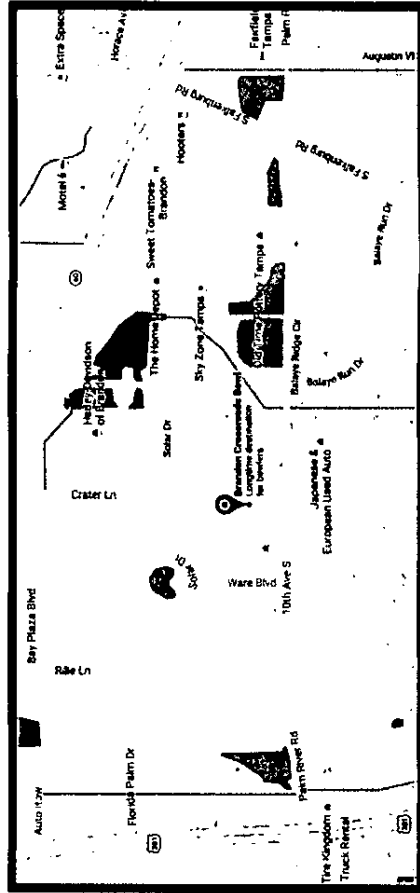 Auto Row
Bay Plaza Blvd
Extra Space
Horace Ave
Motel 6
60
Rae Ln
Crater Ln
Harley-Davidson
of Brandon
The Home Depot
Sweet Tomatoes-
Brandon
Hooters
Florida Palm Dr
301
Solar Dr
Solar Dr
Sky Zone Tampa
S Falkenburg Rd
Fairfield
Tampa
Palm R
Brandon Crossroads Bowl
Longtime destination
for bowlers
Ware Blvd
Old Time Pottery Tampa
Palm River Rd
10th Ave S
Balaye Ridge Cir
S Falkenburg Rd
Tire Kingdom
Truck Rental
Japanese &
European Used Auto
Balaye Run Dr
Balaye Run Dr
301